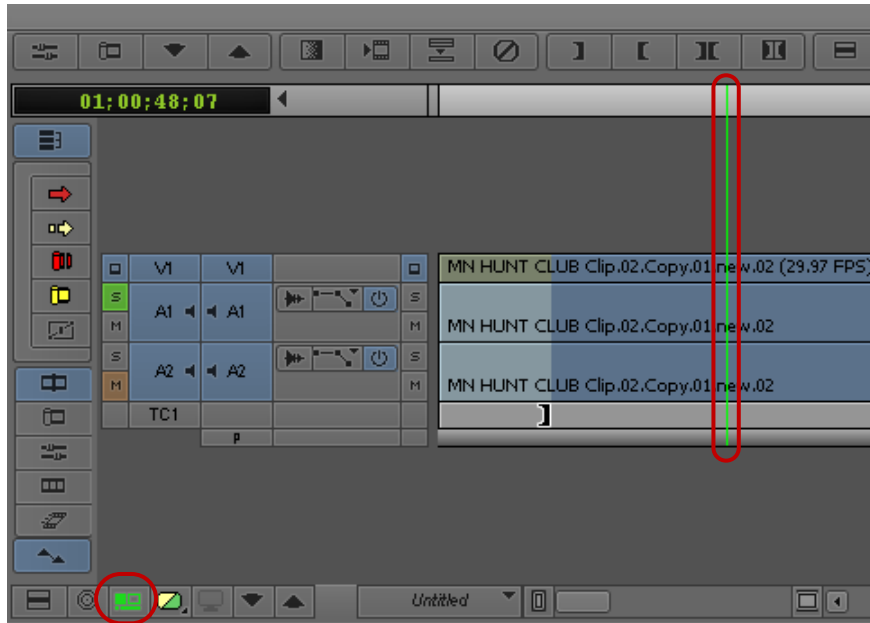 01;00;48;07
V1 V1 MN HUNT CLUB Clip.02.Copy.01.new.02 (29.97 FPS)
S S
A1 A1
M M MN HUNT CLUB Clip.02.Copy.01.new.02
S S
A2 A2
M M MN HUNT CLUB Clip.02.Copy.01.new.02
TC1
P
Untitled